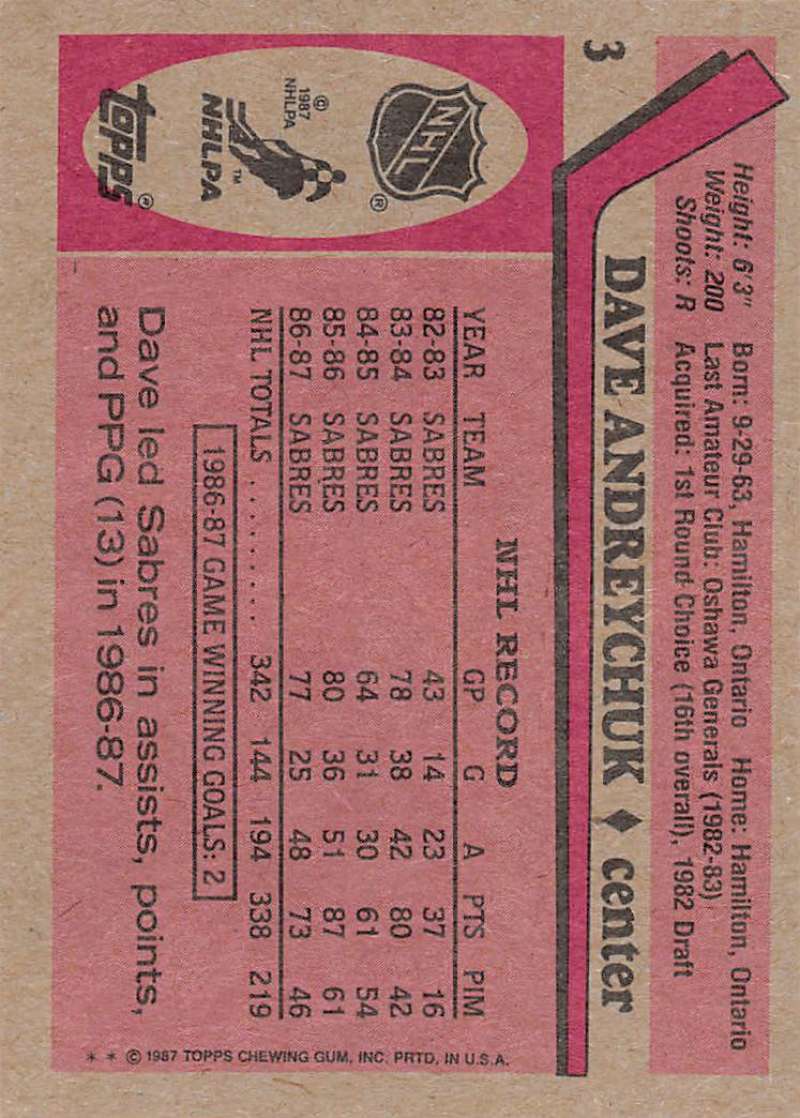 3
Height: 6'3" Born: 9-29-63, Hamilton, Ontario Home: Hamilton, Ontario
Weight: 200 Last Amateur Club: Oshawa Generals (1982-83)
Shoots: R Acquired: 1st Round Choice (16th overall), 1982 Draft
DAVE ANDREYCHUK ♦ center
NHL
®
© 1987
NHLPA
™
NHLPA
TOPPS®
NHL RECORD
YEAR TEAM GP G A PTS PIM
82-83 SABRES 43 14 23 37 16
83-84 SABRES 78 38 42 80 42
84-85 SABRES 64 31 30 61 54
85-86 SABRES 80 36 51 87 61
86-87 SABRES 77 25 48 73 46
NHL TOTALS .......... 342 144 194 338 219
1986-87 GAME WINNING GOALS: 2
Dave led Sabres in assists, points,
and PPG (13) in 1986-87.
* * © 1987 TOPPS CHEWING GUM, INC. PRTD, IN U.S.A.